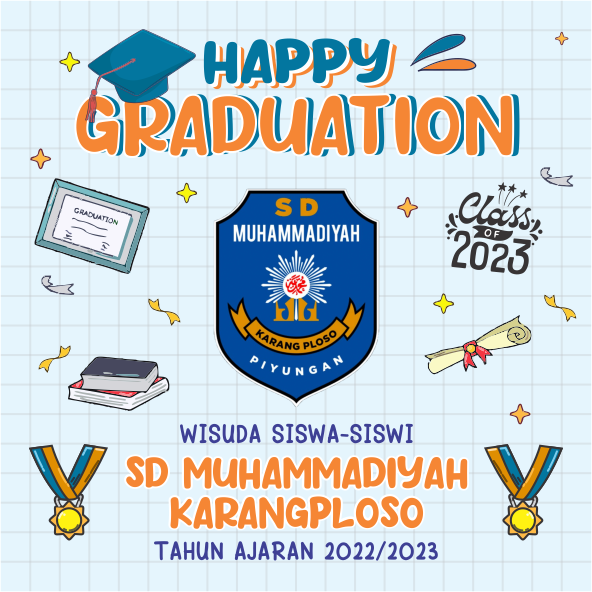 HAPPY
GRADUATION
GRADUATION
Class
OF
2023
SD
MUHAMMADIYAH
KARANG PLOSO
PIYUNGAN
WISUDA SISWA-SISWI
SD MUHAMMADIYAH
KARANGPLOSO
TAHUN AJARAN 2022/2023